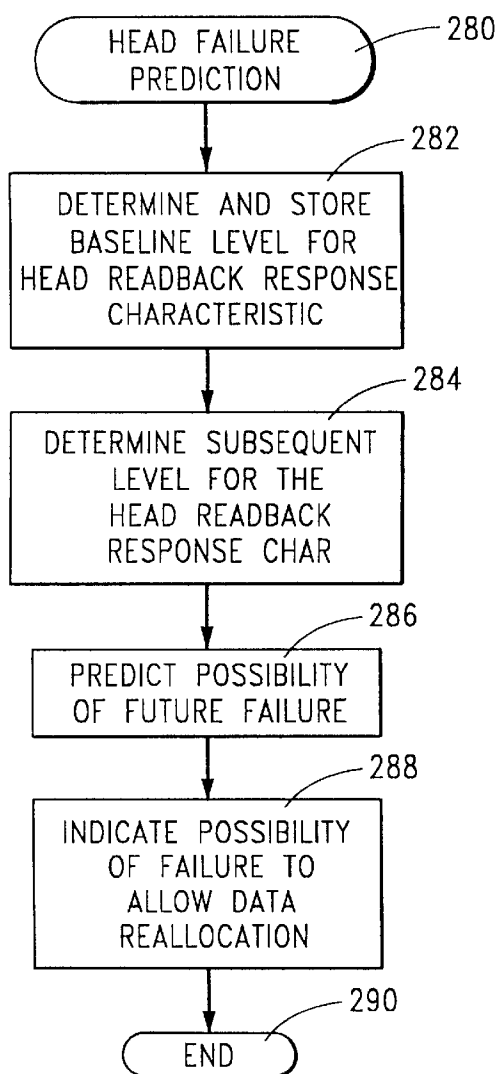 HEAD FAILURE
PREDICTION
280
282
DETERMINE AND STORE
BASELINE LEVEL FOR
HEAD READBACK RESPONSE
CHARACTERISTIC
284
DETERMINE SUBSEQUENT
LEVEL FOR THE
HEAD READBACK
RESPONSE CHAR
286
PREDICT POSSIBILITY
OF FUTURE FAILURE
288
INDICATE POSSIBILITY
OF FAILURE TO
ALLOW DATA
REALLOCATION
290
END